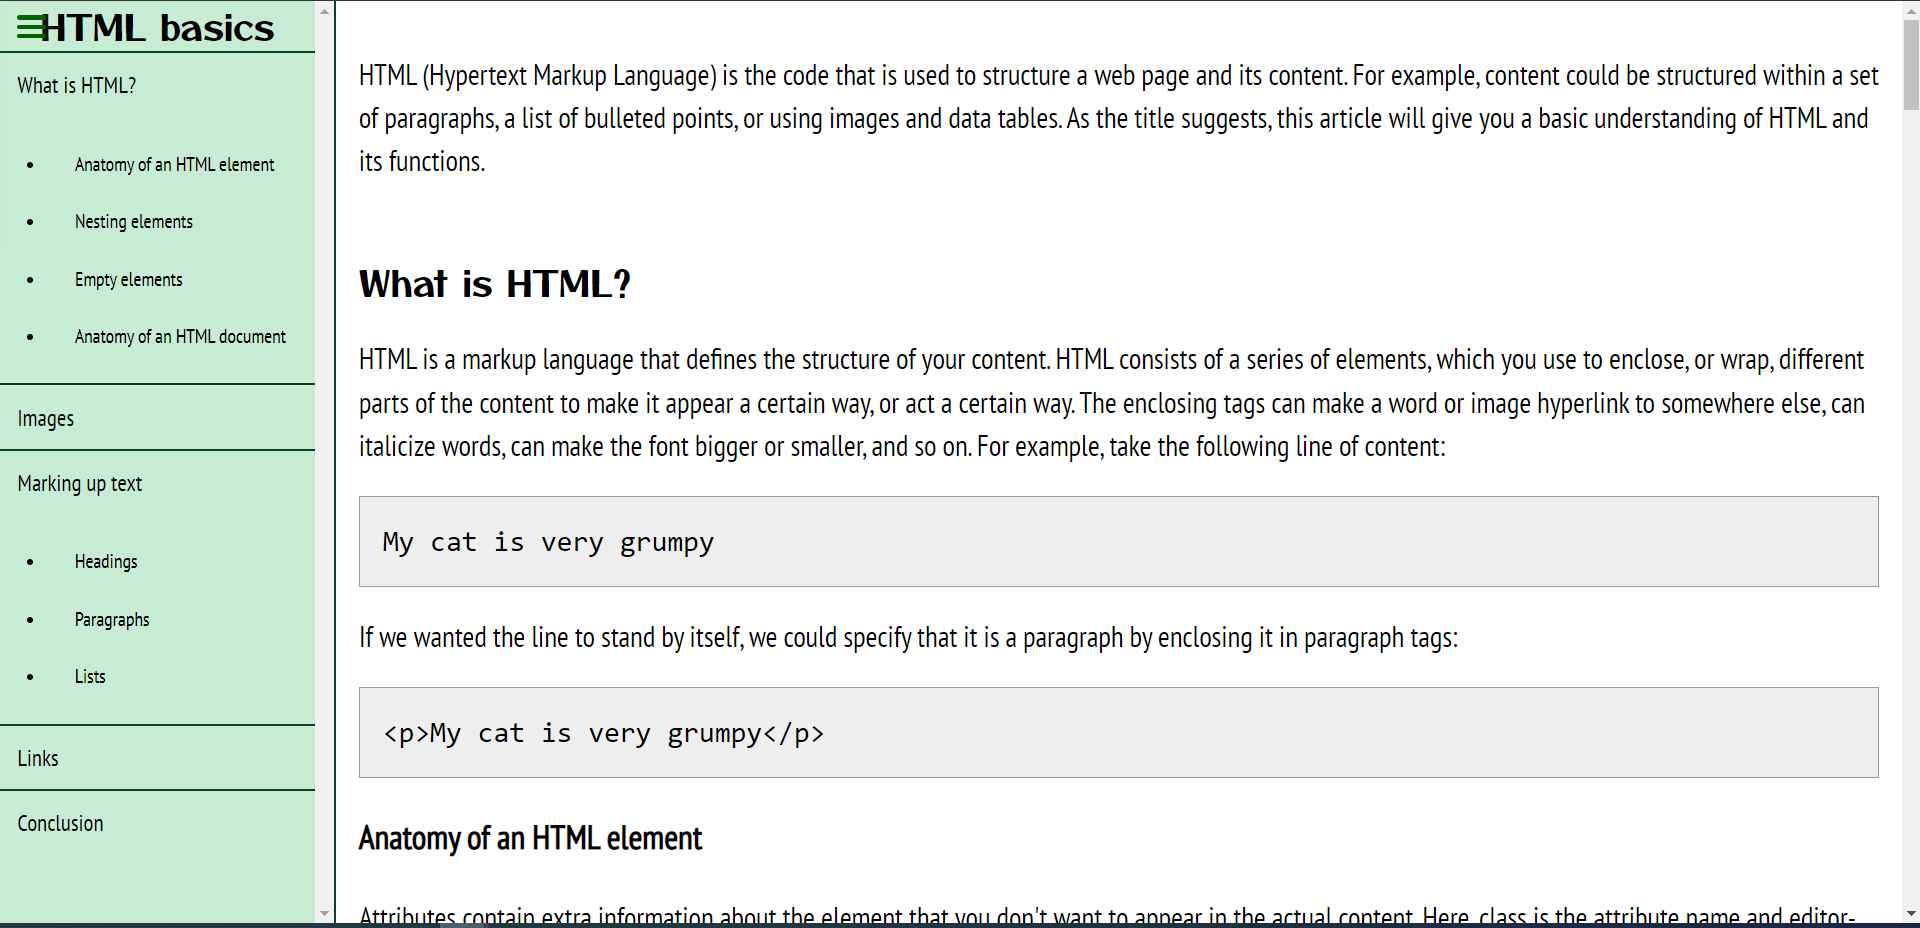 HTML basics
What is HTML?
Anatomy of an HTML element
Nesting elements
Empty elements
Anatomy of an HTML document
Images
Marking up text
Headings
Paragraphs
Lists
Links
Conclusion
HTML (Hypertext Markup Language) is the code that is used to structure a web page and its content. For example, content could be structured within a set
of paragraphs, a list of bulleted points, or using images and data tables. As the title suggests, this article will give you a basic understanding of HTML and
its functions.
What is HTML?
HTML is a markup language that defines the structure of your content. HTML consists of a series of elements, which you use to enclose, or wrap, different
parts of the content to make it appear a certain way, or act a certain way. The enclosing tags can make a word or image hyperlink to somewhere else, can
italicize words, can make the font bigger or smaller, and so on. For example, take the following line of content:
My cat is very grumpy
If we wanted the line to stand by itself, we could specify that it is a paragraph by enclosing it in paragraph tags:
<p>My cat is very grumpy</p>
Anatomy of an HTML element
Attributes contain extra information about the element that you don't want to appear in the actual content. Here, class is the attribute name and editor-